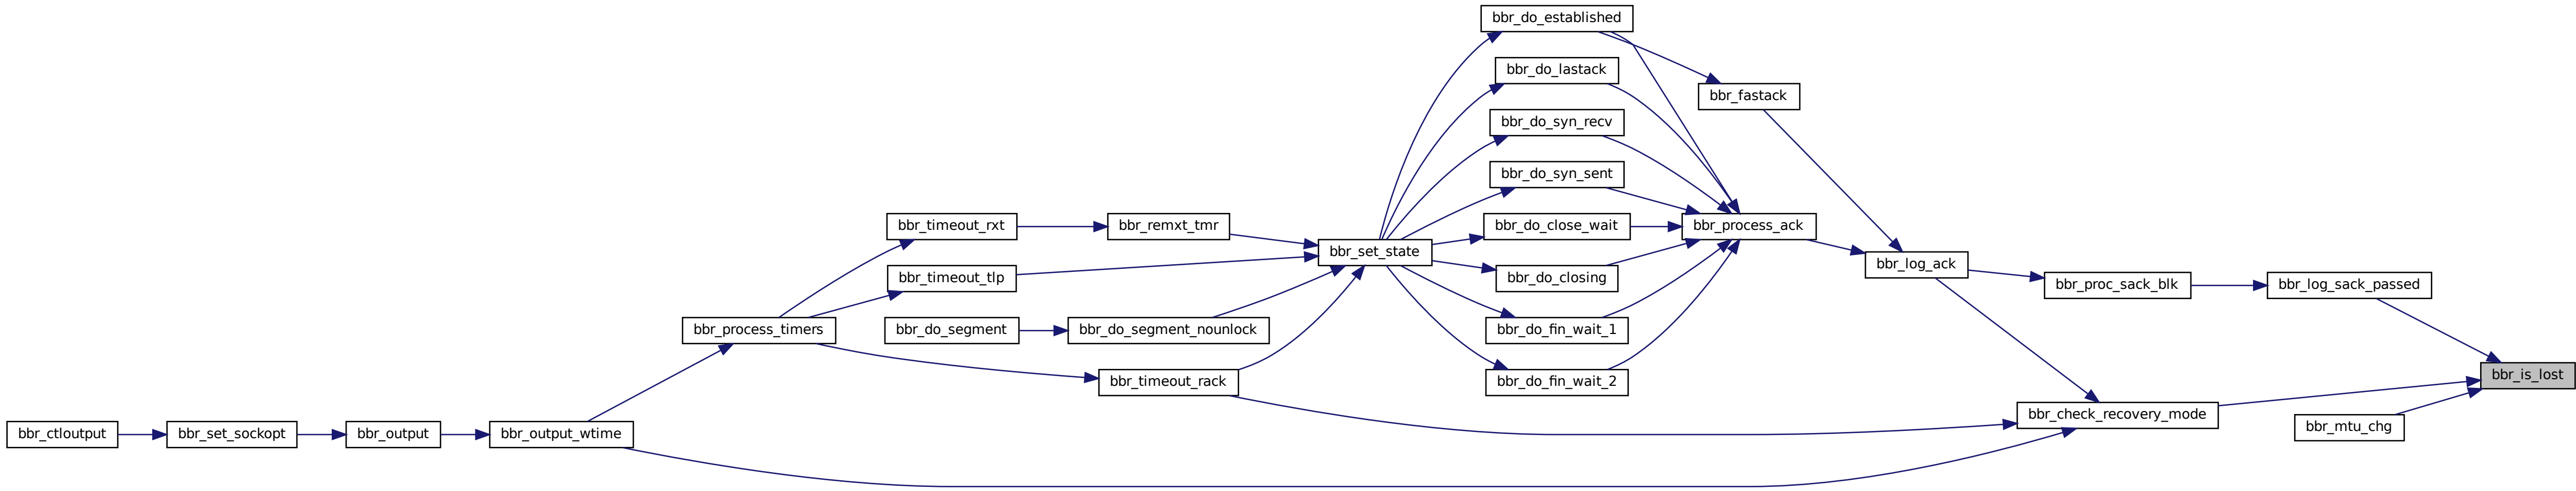 bbr_do_established
bbr_do_lastack
bbr_fastack
bbr_do_syn_recv
bbr_do_syn_sent
bbr_timeout_rxt
bbr_remxt_tmr
bbr_do_close_wait
bbr_process_ack
bbr_set_state
bbr_log_ack
bbr_timeout_tlp
bbr_do_closing
bbr_proc_sack_blk
bbr_log_sack_passed
bbr_process_timers
bbr_do_segment
bbr_do_segment_nounlock
bbr_do_fin_wait_1
bbr_is_lost
bbr_timeout_rack
bbr_do_fin_wait_2
bbr_check_recovery_mode
bbr_mtu_chg
bbr_ctloutput
bbr_set_sockopt
bbr_output
bbr_output_wtime